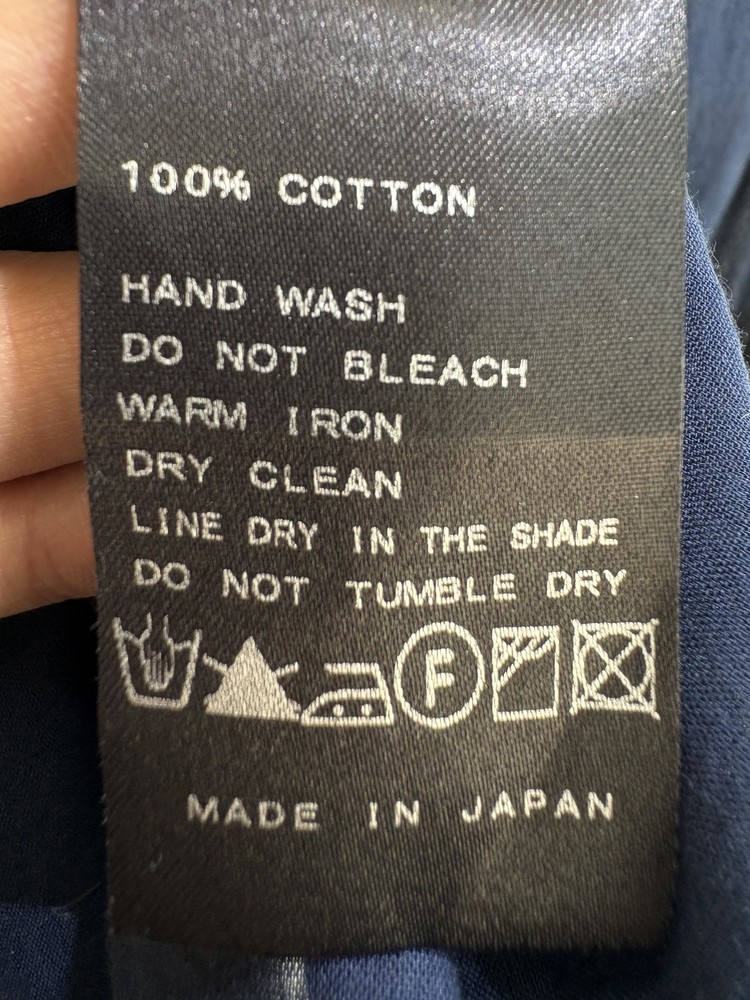 100% COTTON
HAND WASH
DO NOT BLEACH
WARM IRON
DRY CLEAN
LINE DRY IN THE SHADE
DO NOT TUMBLE DRY
F
MADE IN JAPAN